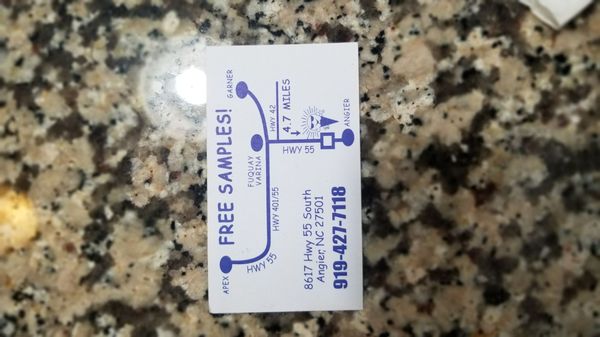 FREE SAMPLES!
GARNER
HWY 42
4.7 MILES
ANGIER
HWY 55
FUQUAY
VARINA
HWY 401/55
HWY 55
APEX
8617 Hwy 55 South
Angier, NC 27501
919-427-7118